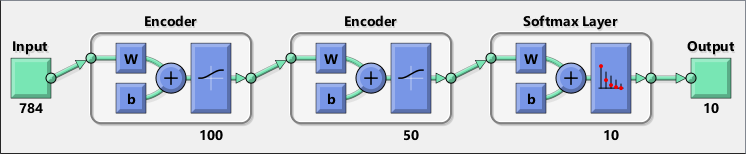 Encoder Encoder Softmax Layer
Input Output
W W W
+ + +
b b b
784 10
100 50 10